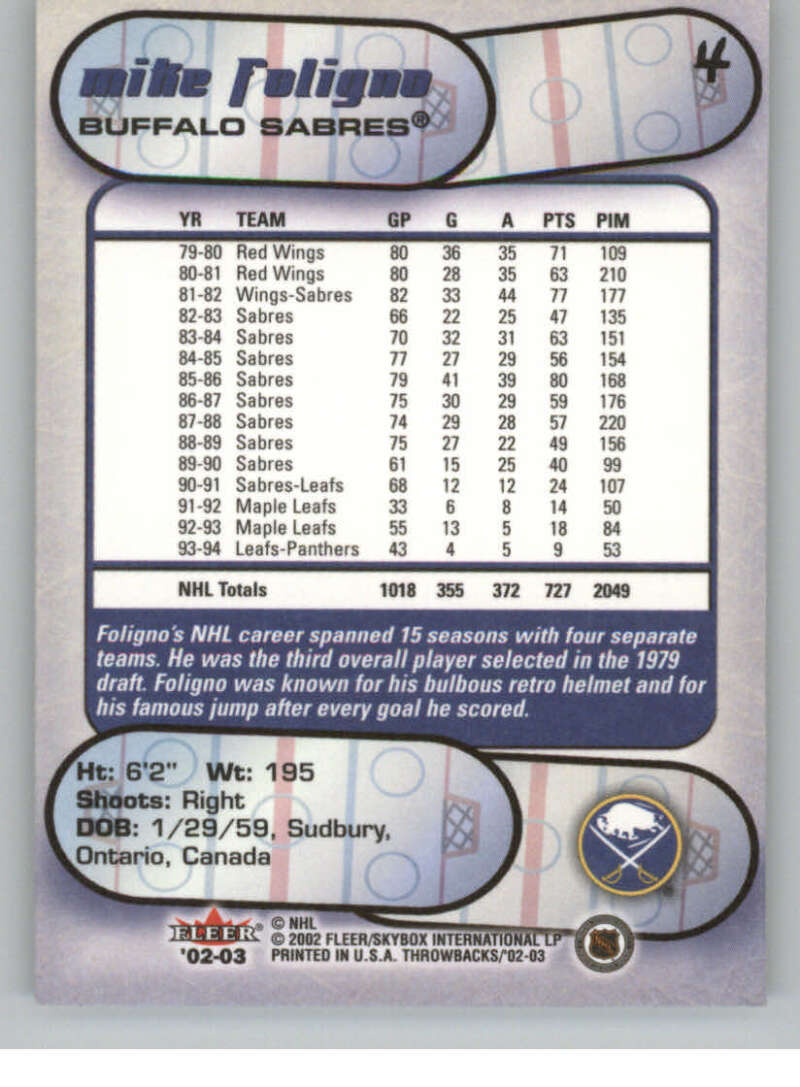 mike Foligno
4
BUFFALO SABRES®
YR TEAM GP G A PTS PIM
79-80 Red Wings 80 36 35 71 109
80-81 Red Wings 80 28 35 63 210
81-82 Wings-Sabres 82 33 44 77 177
82-83 Sabres 66 22 25 47 135
83-84 Sabres 70 32 31 63 151
84-85 Sabres 77 27 29 56 154
85-86 Sabres 79 41 39 80 168
86-87 Sabres 75 30 29 59 176
87-88 Sabres 74 29 28 57 220
88-89 Sabres 75 27 22 49 156
89-90 Sabres 61 15 25 40 99
90-91 Sabres-Leafs 68 12 12 24 107
91-92 Maple Leafs 33 6 8 14 50
92-93 Maple Leafs 55 13 5 18 84
93-94 Leafs-Panthers 43 4 5 9 53
NHL Totals 1018 355 372 727 2049
Foligno's NHL career spanned 15 seasons with four separate
teams. He was the third overall player selected in the 1979
draft. Foligno was known for his bulbous retro helmet and for
his famous jump after every goal he scored.
Ht: 6'2" Wt: 195
Shoots: Right
DOB: 1/29/59, Sudbury,
Ontario, Canada
FLEER®
'02-03
© NHL
© 2002 FLEER/SKYBOX INTERNATIONAL LP
PRINTED IN U.S.A. THROWBACKS/'02-03
NHL